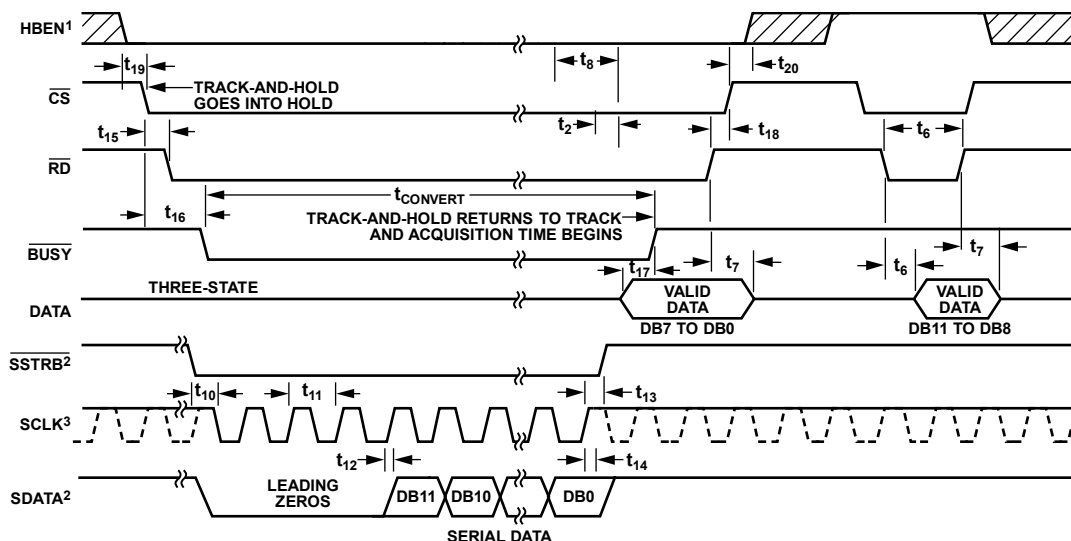 HBEN¹
t₈
t₁₉
t₂₀
TRACK-AND-HOLD
GOES INTO HOLD
CS
t₂
t₁₈
t₆
t₁₅
RD
tCONVERT
t₁₆
TRACK-AND-HOLD RETURNS TO TRACK
AND ACQUISITION TIME BEGINS
BUSY
t₁₇
t₇
t₆
t₇
THREE-STATE
DATA
VALID
DATA
VALID
DATA
DB7 TO DB0
DB11 TO DB8
SSTRB²
t₁₀
t₁₁
t₁₃
SCLK³
t₁₂
t₁₄
SDATA²
LEADING
ZEROS
DB11
DB10
DB0
SERIAL DATA